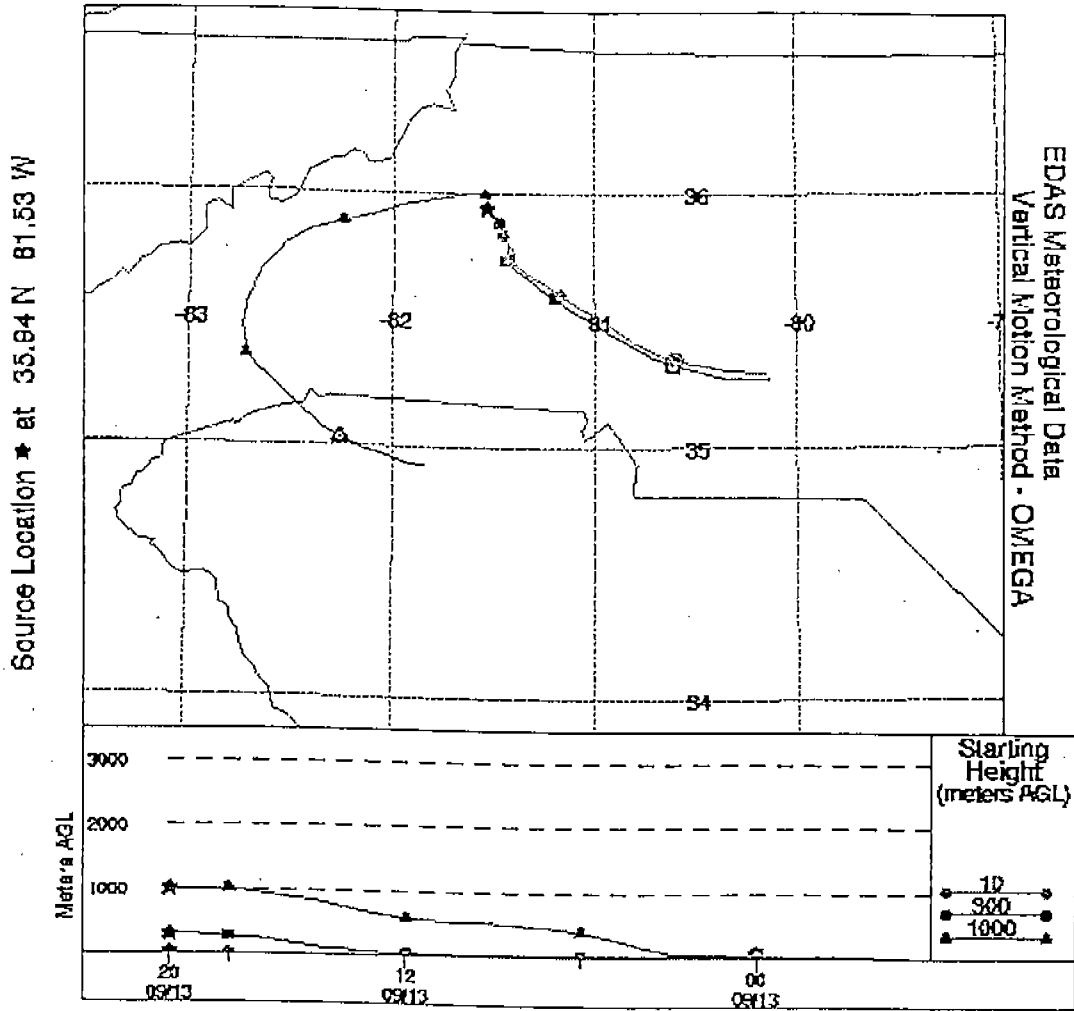 Source Location ★ at 35.94 N 81.53 W
EDAS Meteorological Data
Vertical Motion Method - OMEGA
36
-83
-82
-81
-80
35
34
Meters AGL
3000
2000
1000
20
09/13
12
09/13
00
09/13
Starting
Height
(meters AGL)
10
900
1000